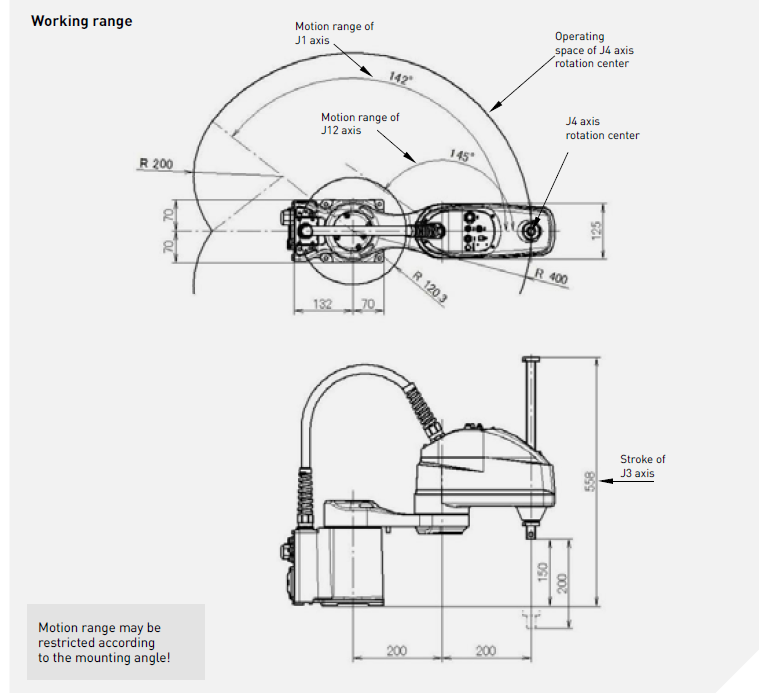 Working range
Motion range of
J1 axis
Operating
space of J4 axis
rotation center
142°
Motion range of
J12 axis
J4 axis
rotation center
145°
R 200
70
70
125
R 400
R 120.3
132
70
Stroke of
J3 axis
558
150
200
Motion range may be
restricted according
to the mounting angle!
200
200